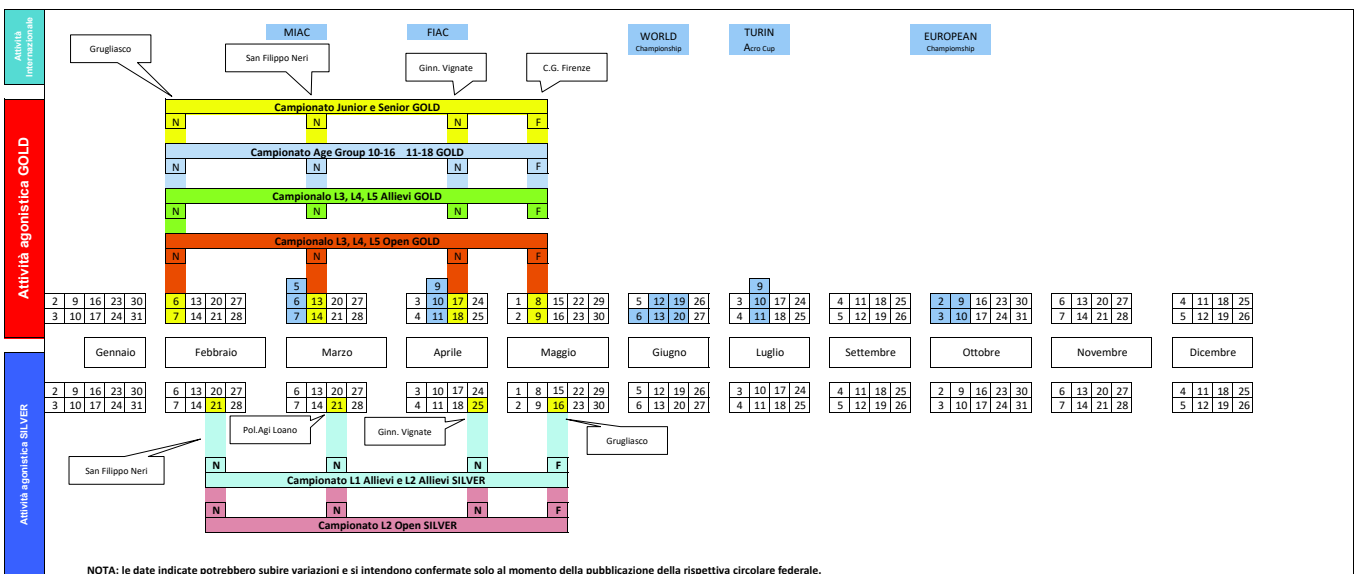 Attività
Internazionale
MIAC
FIAC
WORLD
Championship
TURIN
Acro Cup
EUROPEAN
Champiomship
Grugliasco
San Filippo Neri
Ginn. Vignate
C.G. Firenze
Attività agonistica GOLD
Campionato Junior e Senior GOLD
N N N F
Campionato Age Group 10-16 11-18 GOLD
N N N F
Campionalo L3, L4, L5 Allievi GOLD
N N N F
Campionalo L3, L4, L5 Open GOLD
N N N F
5 9 9
2 9 16 23 30 6 13 20 27 6 13 20 27 3 10 17 24 1 8 15 22 29 5 12 19 26 3 10 17 24 4 11 18 25 2 9 16 23 30 6 13 20 27 4 11 18 25
3 10 17 24 31 7 14 21 28 7 14 21 28 4 11 18 25 2 9 16 23 30 6 13 20 27 4 11 18 25 5 12 19 26 3 10 17 24 31 7 14 21 28 5 12 19 26
Gennaio Febbraio Marzo Aprile Maggio Giugno Luglio Settembre Ottobre Novembre Dicembre
Attività agonistica SILVER
2 9 16 23 30 6 13 20 27 6 13 20 27 3 10 17 24 1 8 15 22 29 5 12 19 26 3 10 17 24 4 11 18 25 2 9 16 23 30 6 13 20 27 4 11 18 25
3 10 17 24 31 7 14 21 28 7 14 21 28 4 11 18 25 2 9 16 23 30 6 13 20 27 4 11 18 25 5 12 19 26 3 10 17 24 31 7 14 21 28 5 12 19 26
Pol.Agi Loano
Ginn. Vignate
Grugliasco
San Filippo Neri
N N N F
Campionato L1 Allievi e L2 Allievi SILVER
N N N F
Campionato L2 Open SILVER
NOTA: le date indicate potrebbero subire variazioni e si intendono confermate solo al momento della pubblicazione della rispettiva circolare federale.